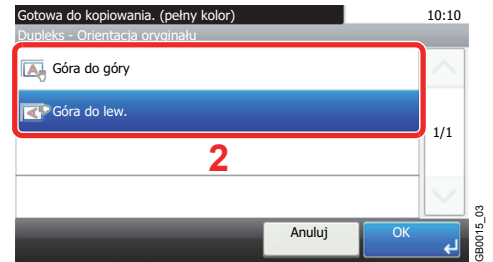 Gotowa do kopiowania. (pełny kolor) 10:10
Dupleks - Orientacja oryginału
Góra do góry
Góra do lew.
1/1
2
Anuluj OK
GB0015_03